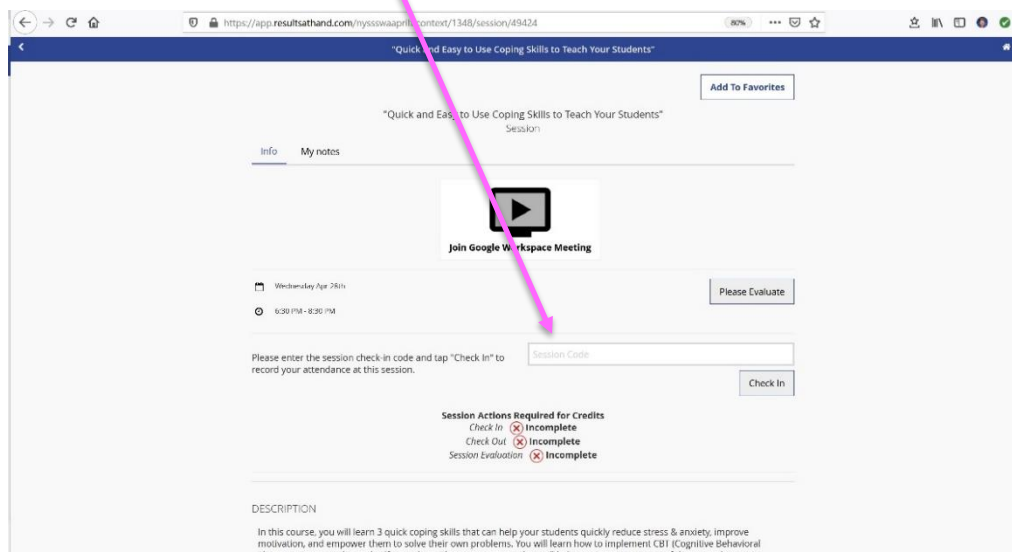 https://app.resultsathand.com/nyssswaapril/context/1348/session/49424
80%
"Quick and Easy to Use Coping Skills to Teach Your Students"
Add To Favorites
"Quick and Easy to Use Coping Skills to Teach Your Students"
Session
Info My notes
Join Google Workspace Meeting
Wednesday Apr 28th
Please Evaluate
6:30 PM - 8:30 PM
Please enter the session check-in code and tap "Check In" to
record your attendance at this session.
Session Code
Check In
Session Actions Required for Credits
Check In Incomplete
Check Out Incomplete
Session Evaluation Incomplete
DESCRIPTION
In this course, you will learn 3 quick coping skills that can help your students quickly reduce stress & anxiety, improve
motivation, and empower them to solve their own problems. You will learn how to implement CBT (Cognitive Behavioral